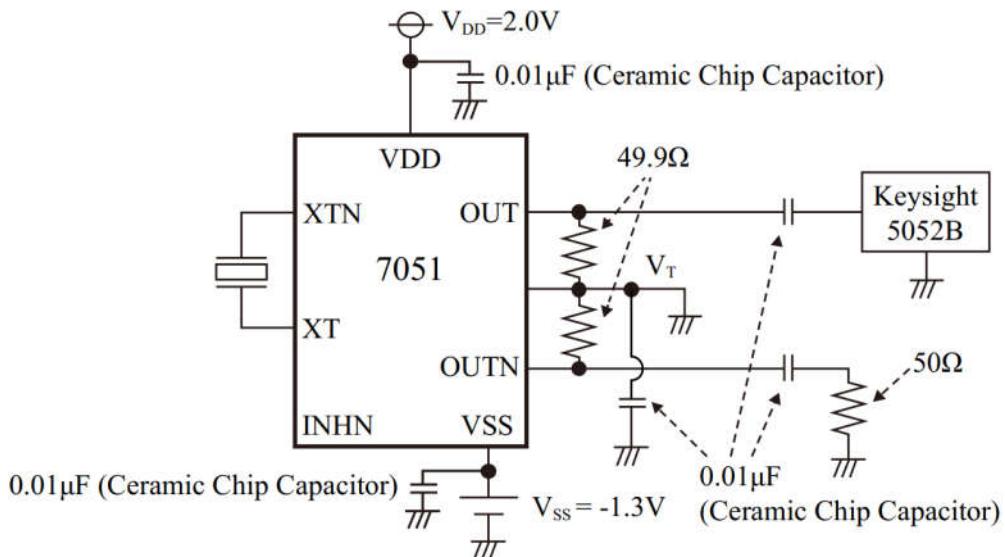 V_DD=2.0V
0.01μF (Ceramic Chip Capacitor)
VDD
49.9Ω
XTN
OUT
Keysight
5052B
7051
V_T
XT
OUTN
50Ω
INHN
VSS
0.01μF (Ceramic Chip Capacitor)
0.01μF
(Ceramic Chip Capacitor)
V_SS = -1.3V